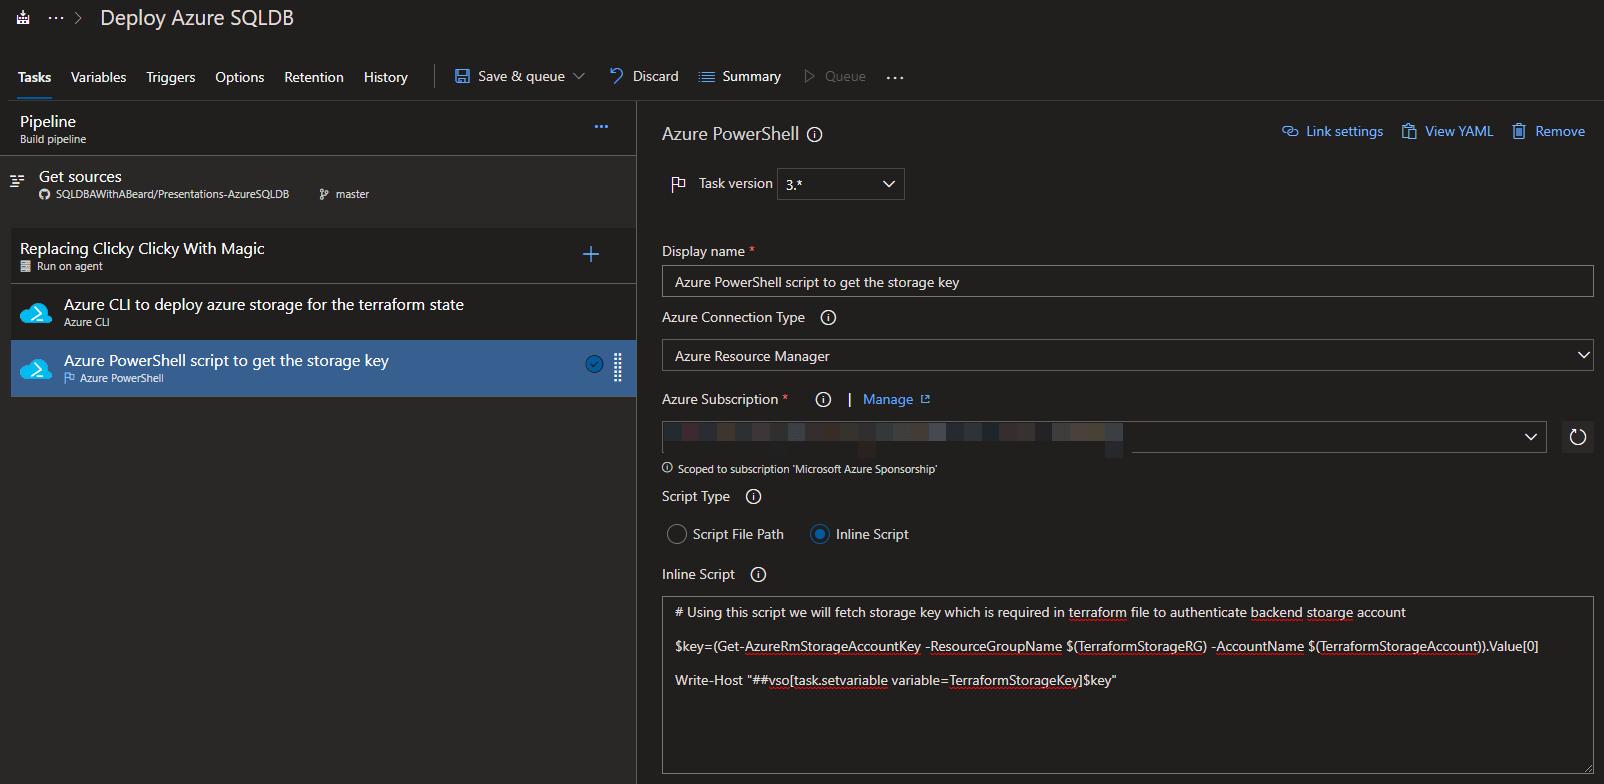 Deploy Azure SQLDB
Tasks Variables Triggers Options Retention History Save & queue Discard Summary Queue
Pipeline
Build pipeline
Get sources
SQLDBAWithABeard/Presentations-AzureSQLDB master
Replacing Clicky Clicky With Magic
Run on agent
Azure CLI to deploy azure storage for the terraform state
Azure CLI
Azure PowerShell script to get the storage key
Azure PowerShell
Azure PowerShell
Link settings View YAML Remove
Task version 3.*
Display name *
Azure PowerShell script to get the storage key
Azure Connection Type
Azure Resource Manager
Azure Subscription * | Manage
Scoped to subscription 'Microsoft Azure Sponsorship'
Script Type
Script File Path Inline Script
Inline Script
# Using this script we will fetch storage key which is required in terraform file to authenticate backend stoarge account
$key=(Get-AzureRmStorageAccountKey -ResourceGroupName $(TerraformStorageRG) -AccountName $(TerraformStorageAccount)).Value[0]
Write-Host "##vso[task.setvariable variable=TerraformStorageKey]$key"